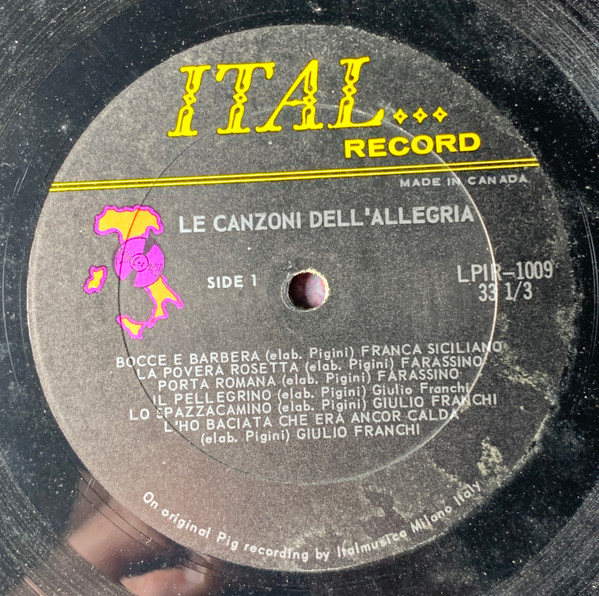 ITAL...
RECORD
MADE IN CANADA
LE CANZONI DELL'ALLEGRIA
SIDE 1
LPIR-1009
33 1/3
BOCCE E BARBERA (elab. Pigini) FRANCA SICILIANO
LA POVERA ROSETTA (elab. Pigini) FARASSINO
PORTA ROMANA (elab. Pigini) FARASSINO
IL PELLEGRINO (elab. Pigini) Giulio Franchi
LO SPAZZACAMINO (elab. Pigini) GIULIO FRANCHI
L'HO BACIATA CHE ERA ANCOR CALDA
(elab. Pigini) GIULIO FRANCHI
On original Pig recording by Italmusica Milano Italy